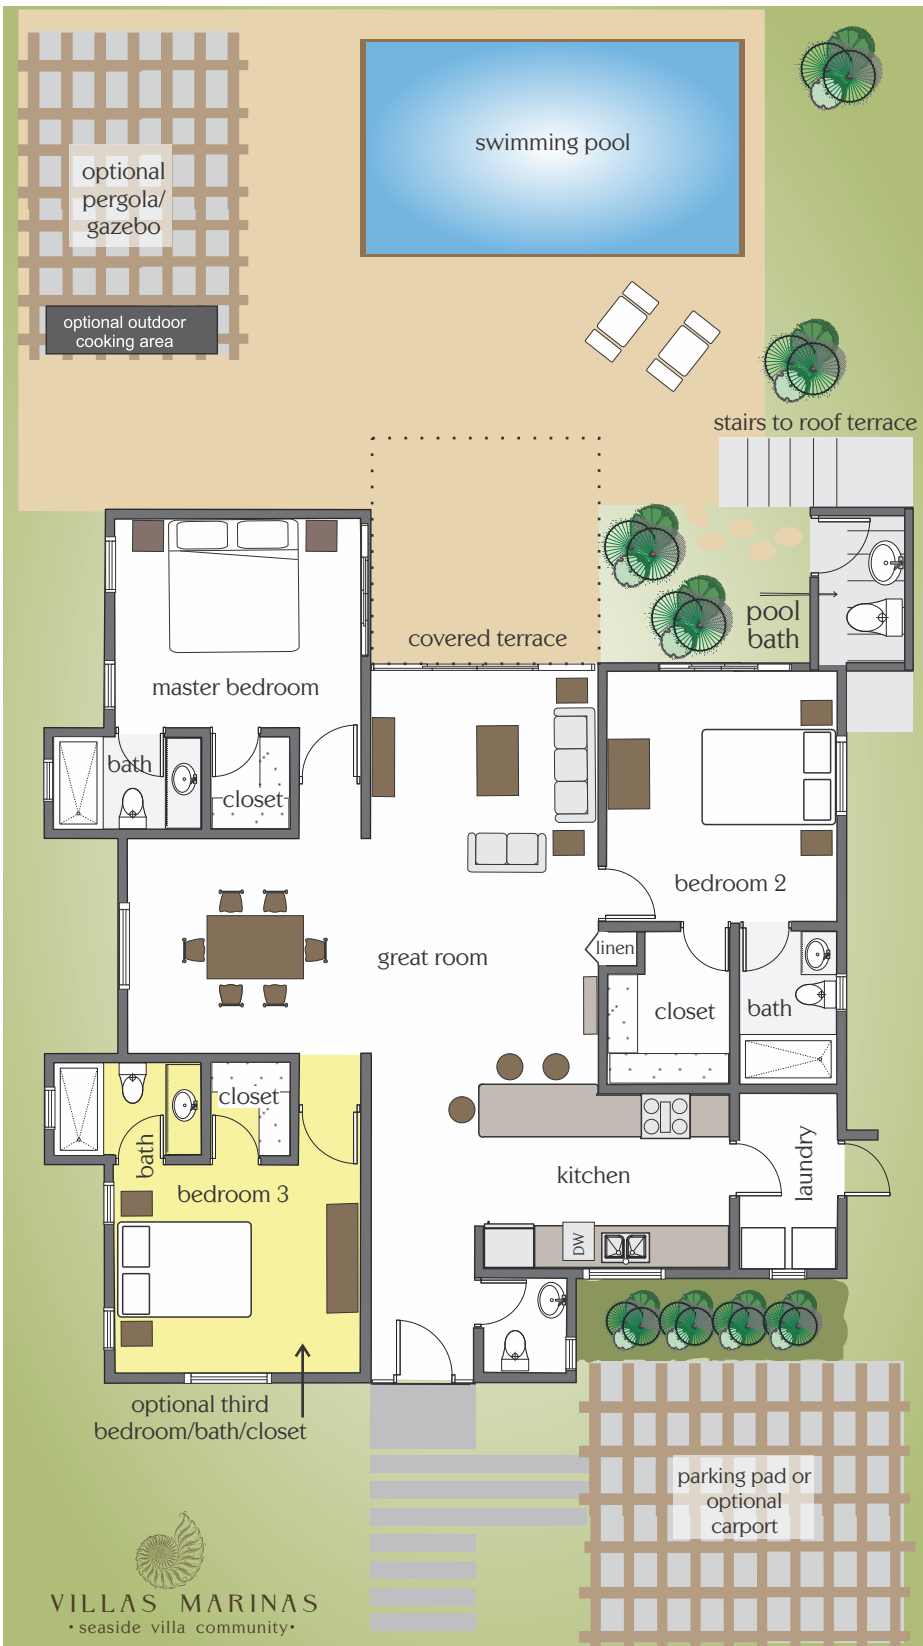 swimming pool
optional
pergola/
gazebo
optional outdoor
cooking area
stairs to roof terrace
pool
bath
covered terrace
master bedroom
bath
closet
bedroom 2
linen
great room
closet
bath
closet
bath
bedroom 3
kitchen
laundry
DW
optional third
bedroom/bath/closet
parking pad or
optional
carport
VILLAS MARINAS
• seaside villa community •